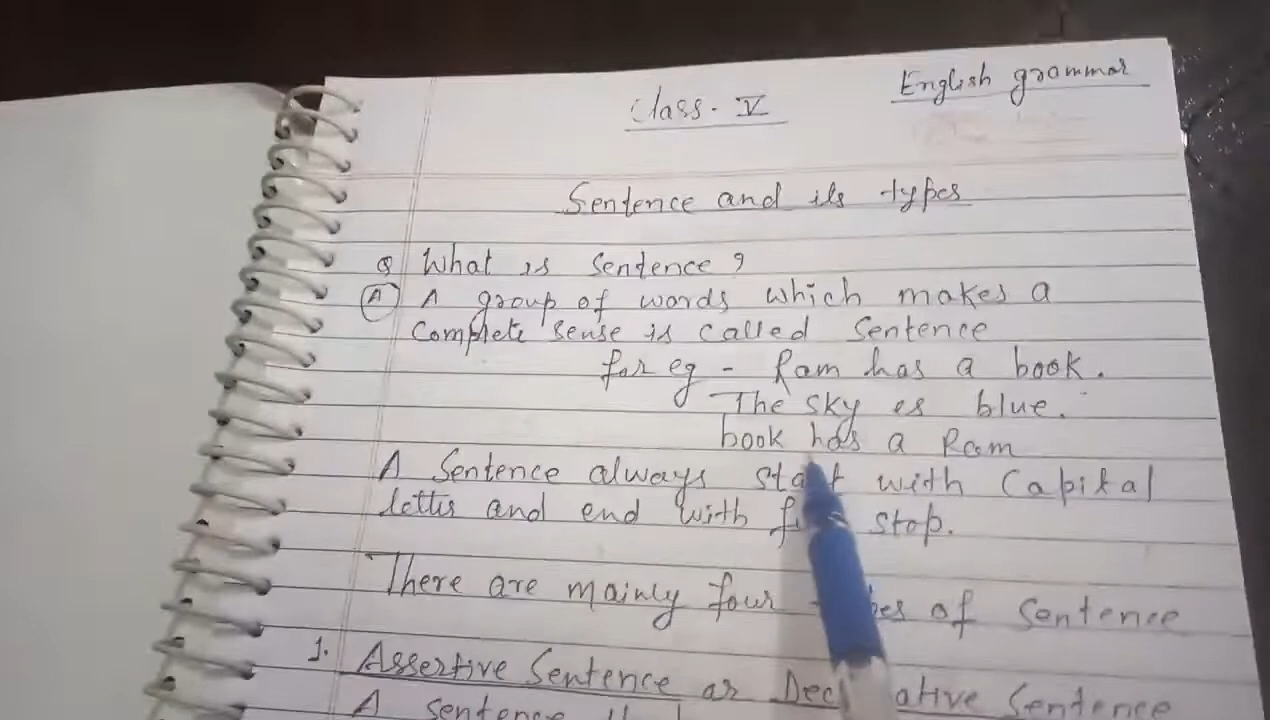 Class - V
English grammar
Sentence and its types
Q What is Sentence ?
A A group of words which makes a
Complete sense is called Sentence
for eg - Ram has a book.
The sky is blue.
book has a Ram
A Sentence always start with Capital
letter and end with stop.
There are mainly four of Sentence
1. Assertive Sentence or Declarative Sentence
A sentence